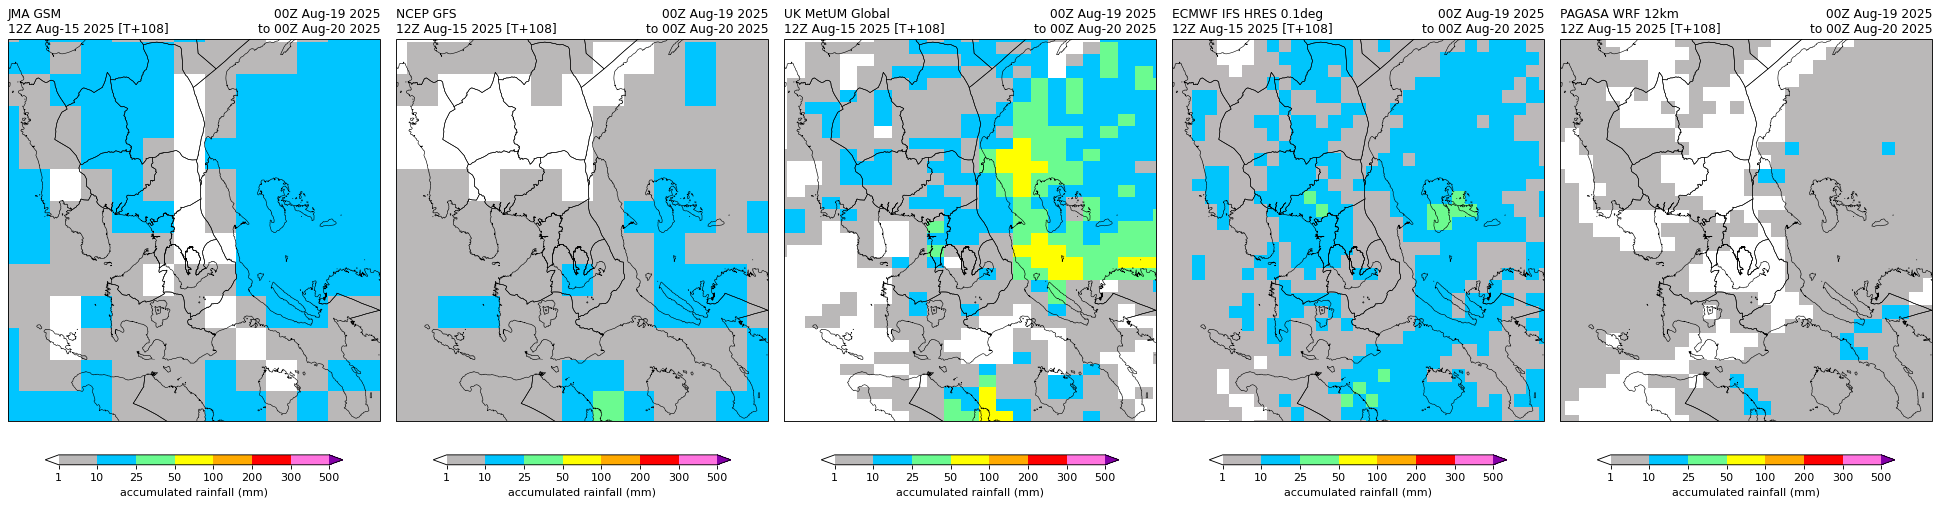 JMA GSM 00Z Aug-19 2025
12Z Aug-15 2025 [T+108] to 00Z Aug-20 2025
1 10 25 50 100 200 300 500
accumulated rainfall (mm)
NCEP GFS 00Z Aug-19 2025
12Z Aug-15 2025 [T+108] to 00Z Aug-20 2025
1 10 25 50 100 200 300 500
accumulated rainfall (mm)
UK MetUM Global 00Z Aug-19 2025
12Z Aug-15 2025 [T+108] to 00Z Aug-20 2025
1 10 25 50 100 200 300 500
accumulated rainfall (mm)
ECMWF IFS HRES 0.1deg 00Z Aug-19 2025
12Z Aug-15 2025 [T+108] to 00Z Aug-20 2025
1 10 25 50 100 200 300 500
accumulated rainfall (mm)
PAGASA WRF 12km 00Z Aug-19 2025
12Z Aug-15 2025 [T+108] to 00Z Aug-20 2025
1 10 25 50 100 200 300 500
accumulated rainfall (mm)